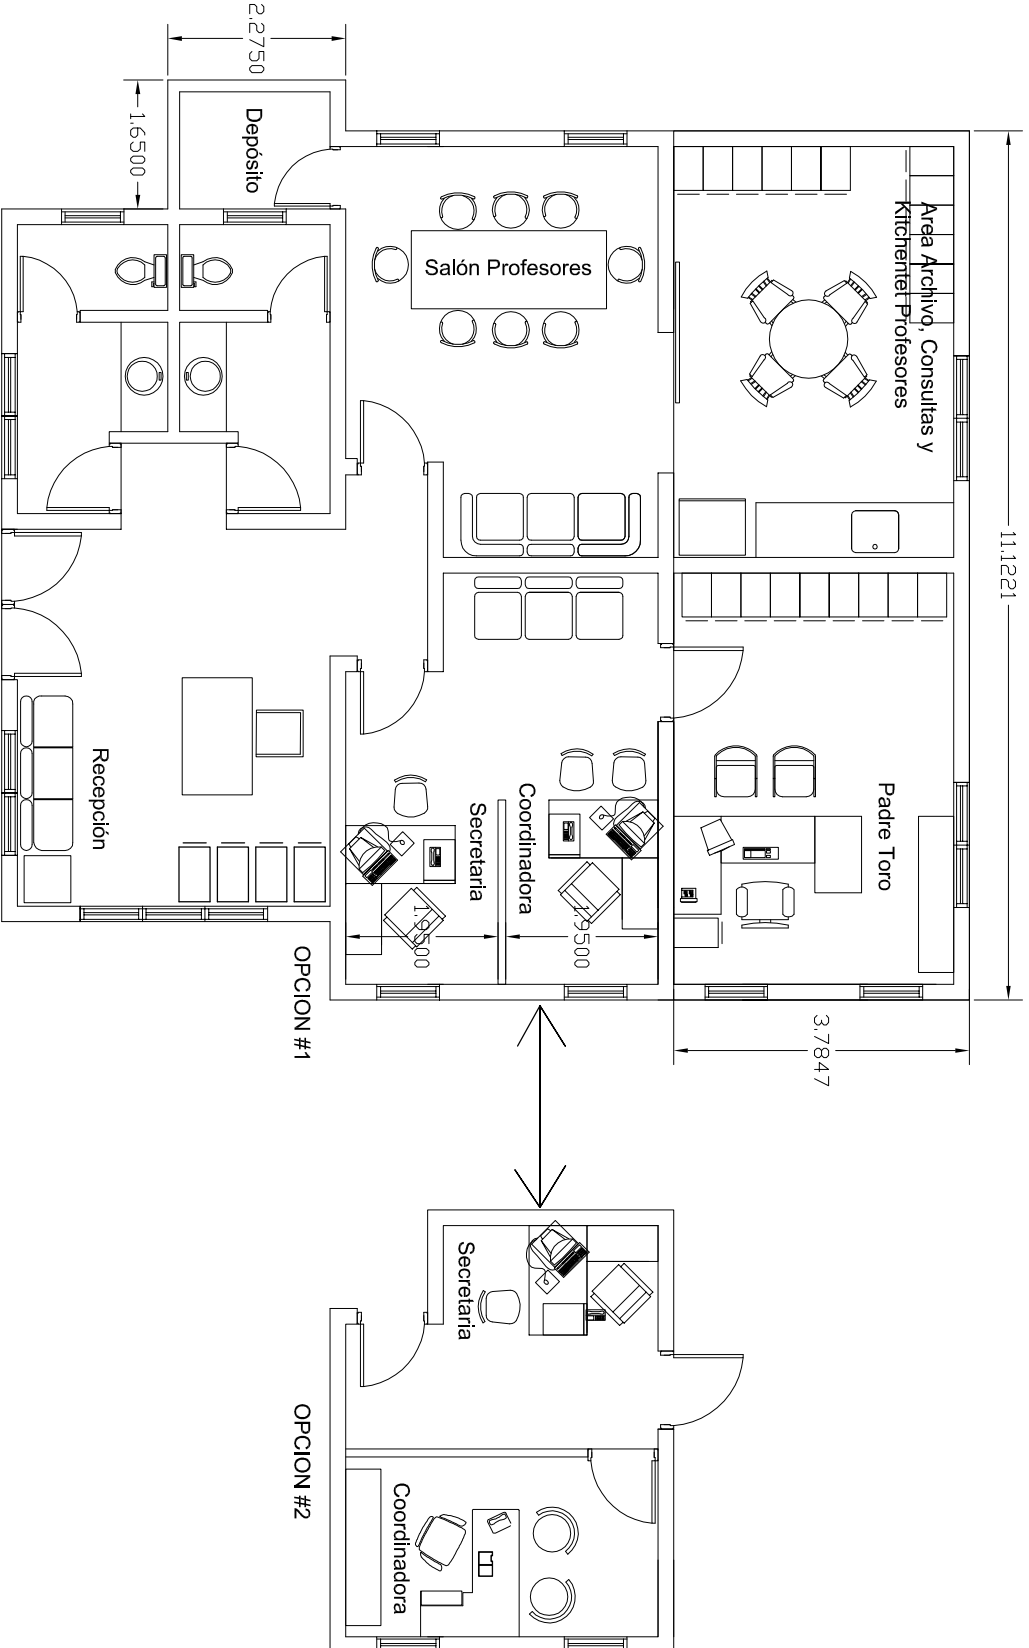 2.2750
1.6500
Depósito
Salón Profesores
Area Archivo, Consultas y
Kitchentet Profesores
11.1221
Recepción
Secretaria
Coordinadora
Padre Toro
1.9500
1.9500
3.7847
OPCION #1
Secretaria
Coordinadora
OPCION #2